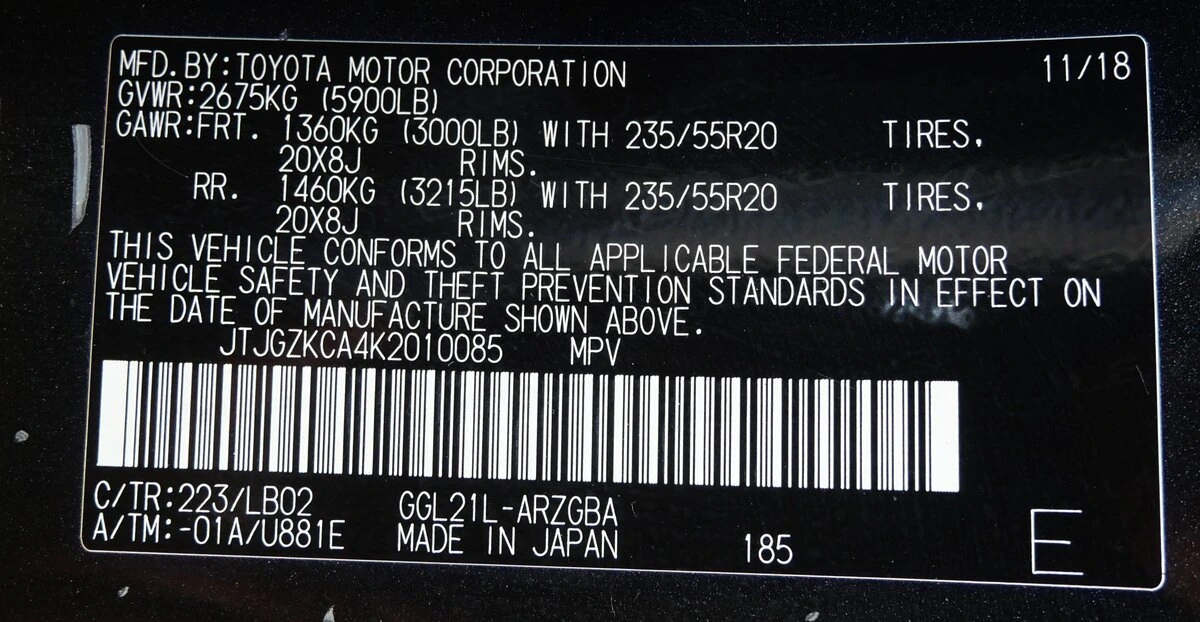 MFD.BY:TOYOTA MOTOR CORPORATION 11/18
GVWR:2675KG (5900LB)
GAWR:FRT. 1360KG (3000LB) WITH 235/55R20 TIRES,
20X8J RIMS.
RR. 1460KG (3215LB) WITH 235/55R20 TIRES,
20X8J RIMS.
THIS VEHICLE CONFORMS TO ALL APPLICABLE FEDERAL MOTOR
VEHICLE SAFETY AND THEFT PREVENTION STANDARDS IN EFFECT ON
THE DATE OF MANUFACTURE SHOWN ABOVE.
JTJGZKCA4K2010085 MPV
C/TR:223/LB02 GGL21L-ARZGBA
A/TM:-01A/U881E MADE IN JAPAN 185 E